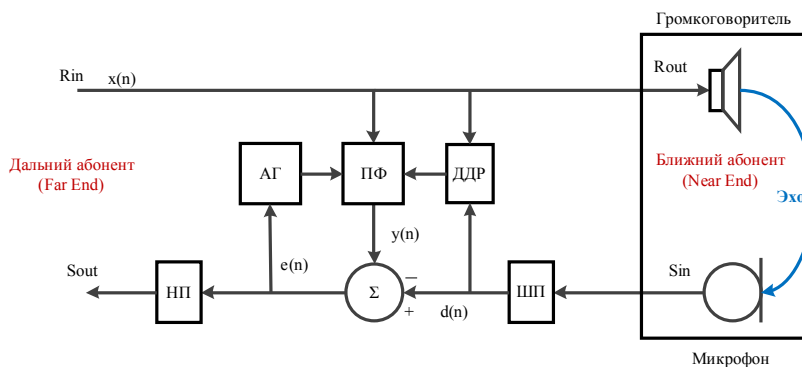 Громкоговоритель
Rin
x(n)
Rout
Дальний абонент
(Far End)
АГ
ПФ
ДДР
Ближний абонент
(Near End)
Эхо
y(n)
e(n)
Sout
НП
Σ
−
+
d(n)
ШП
Sin
Микрофон